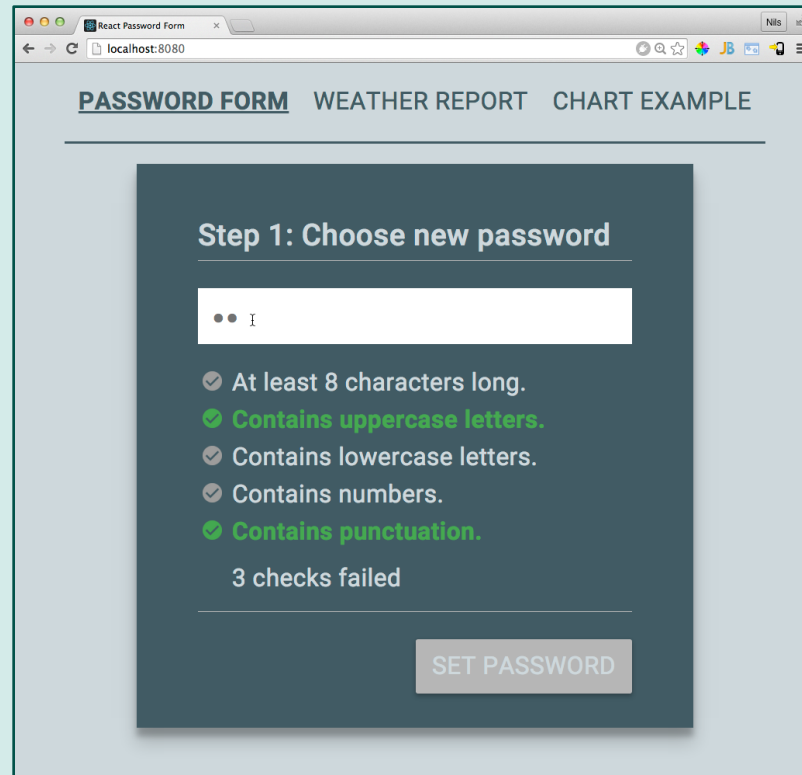 React Password Form
Nils
localhost:8080
JB
PASSWORD FORM WEATHER REPORT CHART EXAMPLE
Step 1: Choose new password
At least 8 characters long.
Contains uppercase letters.
Contains lowercase letters.
Contains numbers.
Contains punctuation.
3 checks failed
SET PASSWORD